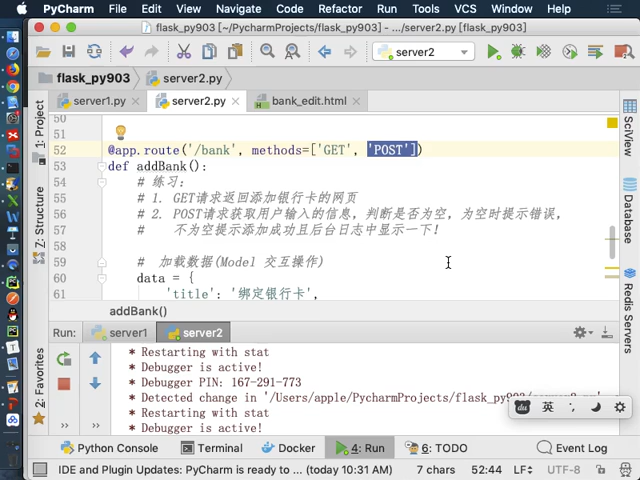 PyCharm File Edit View Navigate Code Refactor Run Tools VCS Window Help
flask_py903 [~/PycharmProjects/flask_py903] - .../server2.py [flask_py903]
server2
flask_py903 server2.py
server1.py server2.py bank_edit.html
50
51
52 @app.route('/bank', methods=['GET', 'POST'])
53 def addBank():
54 # 练习：
55 # 1. GET请求返回添加银行卡的网页
56 # 2. POST请求获取用户输入的信息，判断是否为空，为空时提示错误，
57 # 不为空提示添加成功且后台日志中显示一下！
58
59 # 加载数据(Model 交互操作)
60 data = {
61 'title': '绑定银行卡',
addBank()
Run: server1 server2
* Restarting with stat
* Debugger is active!
* Debugger PIN: 167-291-773
* Detected change in '/Users/apple/PycharmProjects/flask_py903/server2.py'
* Restarting with stat
* Debugger is active!
1: Project
Z: Structure
2: Favorites
SciView
Database
Redis Servers
du 英
Python Console Terminal Docker 4: Run 6: TODO Event Log
IDE and Plugin Updates: PyCharm is ready to ... (today 10:31 AM) 7 chars 52:44 LF UTF-8